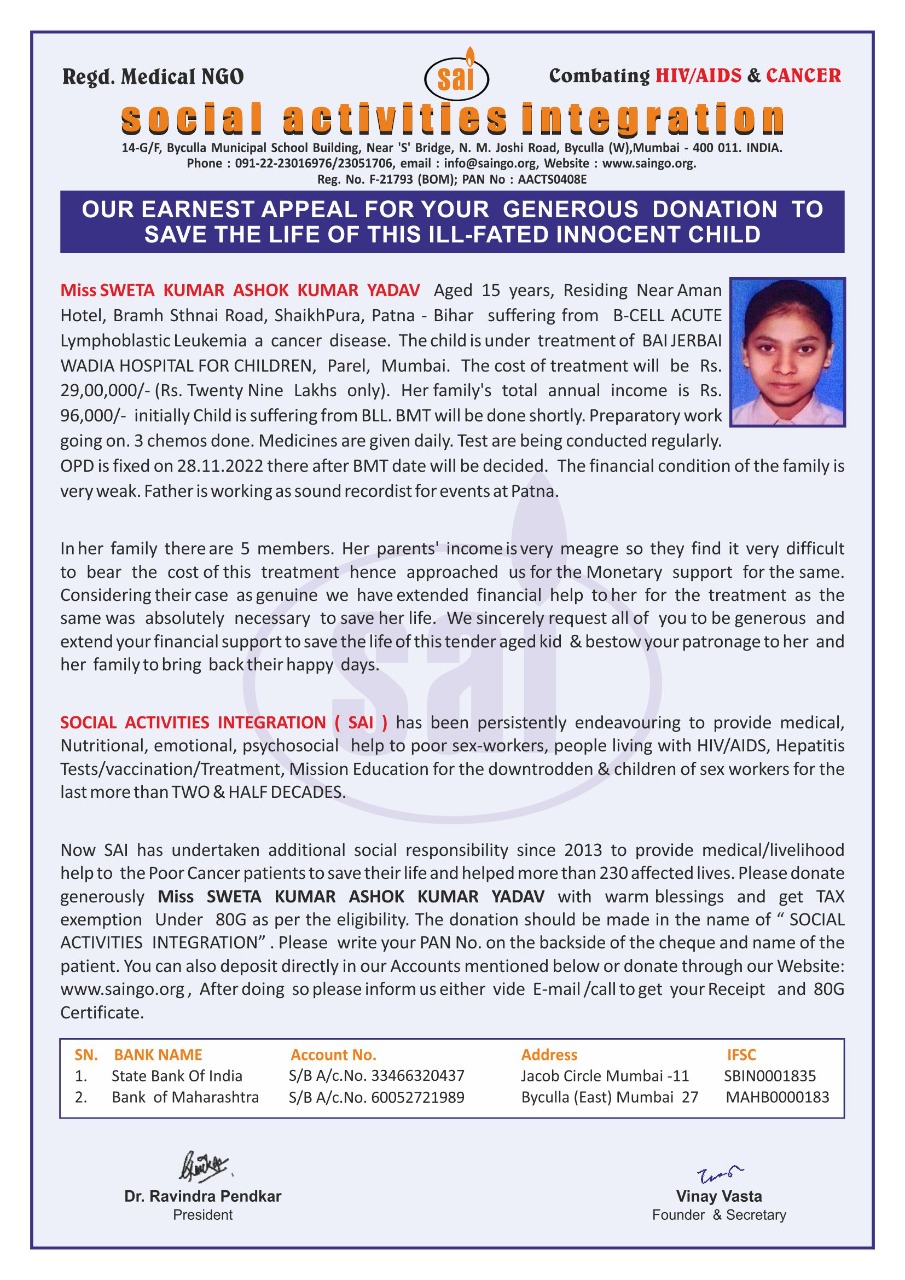 Regd. Medical NGO
sai
Combating HIV/AIDS & CANCER
social activities integration
14-G/F, Byculla Municipal School Building, Near 'S' Bridge, N. M. Joshi Road, Byculla (W),Mumbai - 400 011. INDIA.
Phone : 091-22-23016976/23051706, email : info@saingo.org, Website : www.saingo.org.
Reg. No. F-21793 (BOM); PAN No : AACTS0408E
OUR EARNEST APPEAL FOR YOUR GENEROUS DONATION TO
SAVE THE LIFE OF THIS ILL-FATED INNOCENT CHILD
Miss SWETA KUMAR ASHOK KUMAR YADAV Aged 15 years, Residing Near Aman
Hotel, Bramh Sthnai Road, ShaikhPura, Patna - Bihar suffering from B-CELL ACUTE
Lymphoblastic Leukemia a cancer disease. The child is under treatment of BAI JERBAI
WADIA HOSPITAL FOR CHILDREN, Parel, Mumbai. The cost of treatment will be Rs.
29,00,000/- (Rs. Twenty Nine Lakhs only). Her family's total annual income is Rs.
96,000/- initially Child is suffering from BLL. BMT will be done shortly. Preparatory work
going on. 3 chemos done. Medicines are given daily. Test are being conducted regularly.
OPD is fixed on 28.11.2022 there after BMT date will be decided. The financial condition of the family is
very weak. Father is working as sound recordist for events at Patna.
In her family there are 5 members. Her parents' income is very meagre so they find it very difficult
to bear the cost of this treatment hence approached us for the Monetary support for the same.
Considering their case as genuine we have extended financial help to her for the treatment as the
same was absolutely necessary to save her life. We sincerely request all of you to be generous and
extend your financial support to save the life of this tender aged kid & bestow your patronage to her and
her family to bring back their happy days.
SOCIAL ACTIVITIES INTEGRATION ( SAI ) has been persistently endeavouring to provide medical,
Nutritional, emotional, psychosocial help to poor sex-workers, people living with HIV/AIDS, Hepatitis
Tests/vaccination/Treatment, Mission Education for the downtrodden & children of sex workers for the
last more than TWO & HALF DECADES.
Now SAI has undertaken additional social responsibility since 2013 to provide medical/livelihood
help to the Poor Cancer patients to save their life and helped more than 230 affected lives. Please donate
generously Miss SWETA KUMAR ASHOK KUMAR YADAV with warm blessings and get TAX
exemption Under 80G as per the eligibility. The donation should be made in the name of “ SOCIAL
ACTIVITIES INTEGRATION” . Please write your PAN No. on the backside of the cheque and name of the
patient. You can also deposit directly in our Accounts mentioned below or donate through our Website:
www.saingo.org , After doing so please inform us either vide E-mail /call to get your Receipt and 80G
Certificate.
SN. BANK NAME Account No. Address IFSC
1. State Bank Of India S/B A/c.No. 33466320437 Jacob Circle Mumbai -11 SBIN0001835
2. Bank of Maharashtra S/B A/c.No. 60052721989 Byculla (East) Mumbai 27 MAHB0000183
Dr. Ravindra Pendkar
President
Vinay Vasta
Founder & Secretary